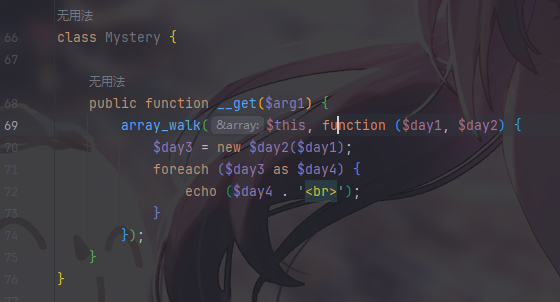 无用法
66 class Mystery {
67
无用法
68 public function __get($arg1) {
69 array_walk( &array: $this, function ($day1, $day2) {
70 $day3 = new $day2($day1);
71 foreach ($day3 as $day4) {
72 echo ($day4 . '<br>');
73 }
74 });
75 }
76 }